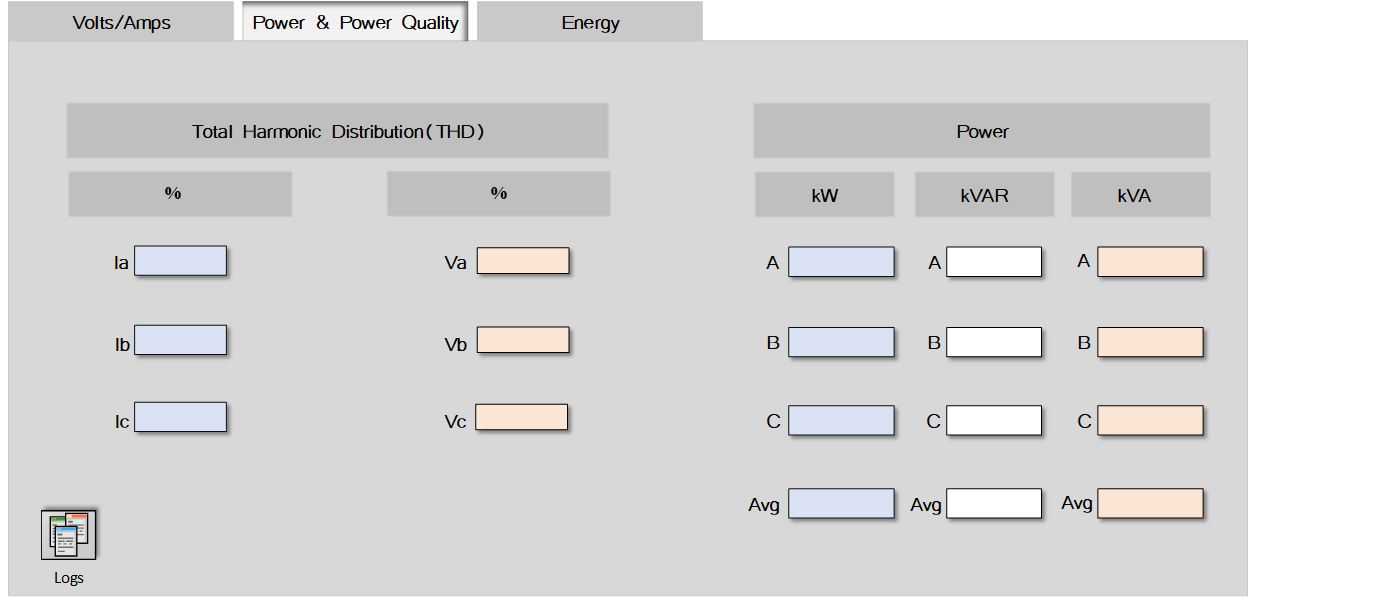 Volts/Amps
Power & Power Quality
Energy
Total Harmonic Distribution(THD)
Power
%
%
kW
kVAR
kVA
Ia
Va
A
A
A
Ib
Vb
B
B
B
Ic
Vc
C
C
C
Avg
Avg
Avg
Logs